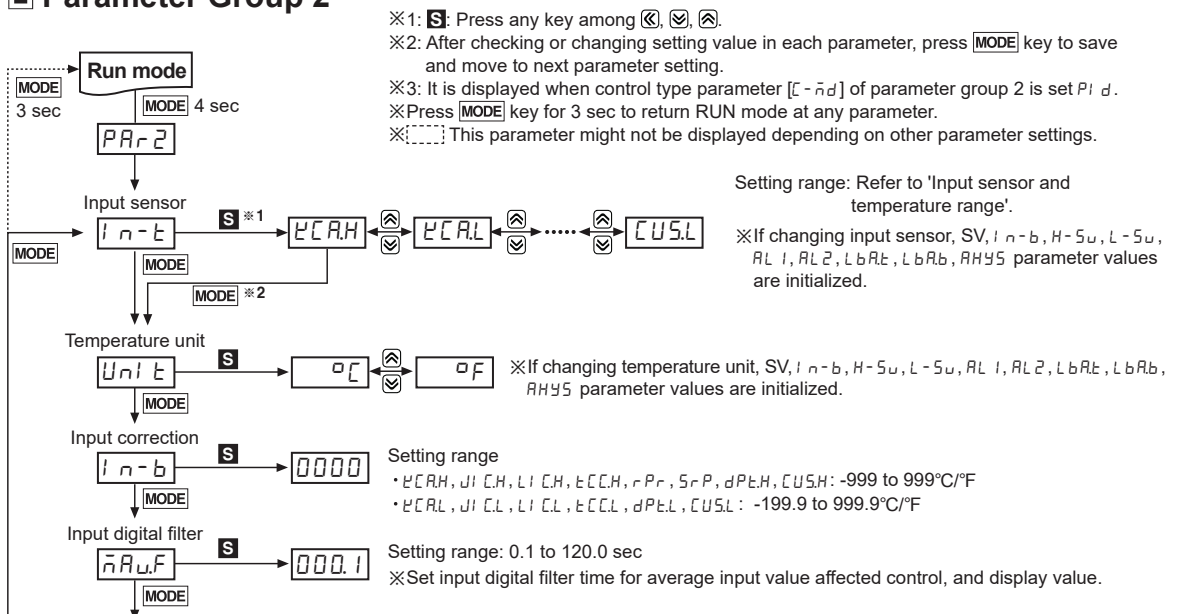 Parameter Group 2
※1: S: Press any key among «, ︾, ︽.
※2: After checking or changing setting value in each parameter, press MODE key to save
and move to next parameter setting.
※3: It is displayed when control type parameter [C-md] of parameter group 2 is set PId.
※Press MODE key for 3 sec to return RUN mode at any parameter.
※ This parameter might not be displayed depending on other parameter settings.
Run mode
MODE
3 sec
MODE 4 sec
PAr2
Input sensor
In-t
S ※1
KCA.H
KCA.L
CUS.L
MODE
MODE
MODE ※2
Setting range: Refer to 'Input sensor and
temperature range'.
※If changing input sensor, SV, In-b, H-Su, L-Su,
AL1, AL2, LbA.t, LbA.b, AHYS parameter values
are initialized.
Temperature unit
UnIt
S
°C
°F
※If changing temperature unit, SV, In-b, H-Su, L-Su, AL1, AL2, LbA.t, LbA.b,
AHYS parameter values are initialized.
MODE
Input correction
In-b
S
0000
Setting range
•KCA.H, JIC.H, LIC.H, tCC.H, rPr, SrP, dPt.H, CUS.H: -999 to 999°C/°F
•KCA.L, JIC.L, LIC.L, tCC.L, dPt.L, CUS.L: -199.9 to 999.9°C/°F
MODE
Input digital filter
mAu.F
S
000.1
Setting range: 0.1 to 120.0 sec
※Set input digital filter time for average input value affected control, and display value.
MODE